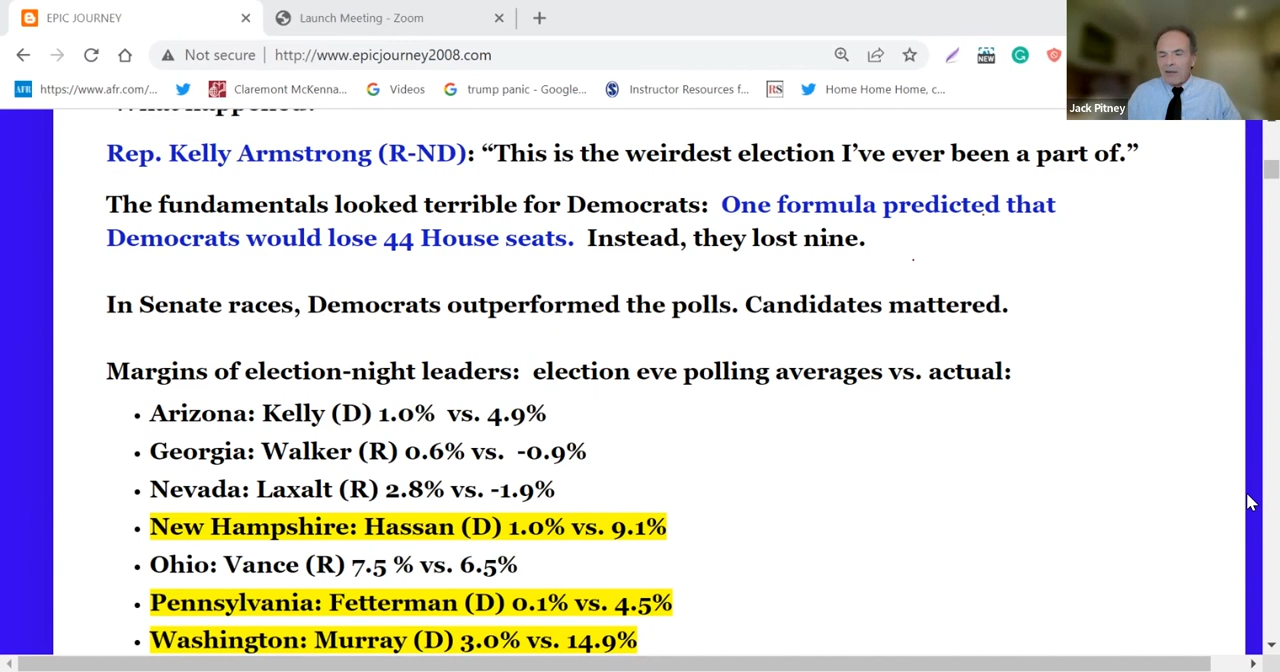 EPIC JOURNEY
Launch Meeting - Zoom
Not secure
http://www.epicjourney2008.com
NEW
AFR
https://www.afr.com/...
Claremont McKenna...
Videos
trump panic - Google...
Instructor Resources f...
RS
Home Home Home, c...
Jack Pitney
What happened?
Rep. Kelly Armstrong (R-ND): “This is the weirdest election I’ve ever been a part of.”
The fundamentals looked terrible for Democrats: One formula predicted that
Democrats would lose 44 House seats. Instead, they lost nine.
In Senate races, Democrats outperformed the polls. Candidates mattered.
Margins of election-night leaders: election eve polling averages vs. actual:
• Arizona: Kelly (D) 1.0% vs. 4.9%
• Georgia: Walker (R) 0.6% vs. -0.9%
• Nevada: Laxalt (R) 2.8% vs. -1.9%
• New Hampshire: Hassan (D) 1.0% vs. 9.1%
• Ohio: Vance (R) 7.5 % vs. 6.5%
• Pennsylvania: Fetterman (D) 0.1% vs. 4.5%
• Washington: Murray (D) 3.0% vs. 14.9%